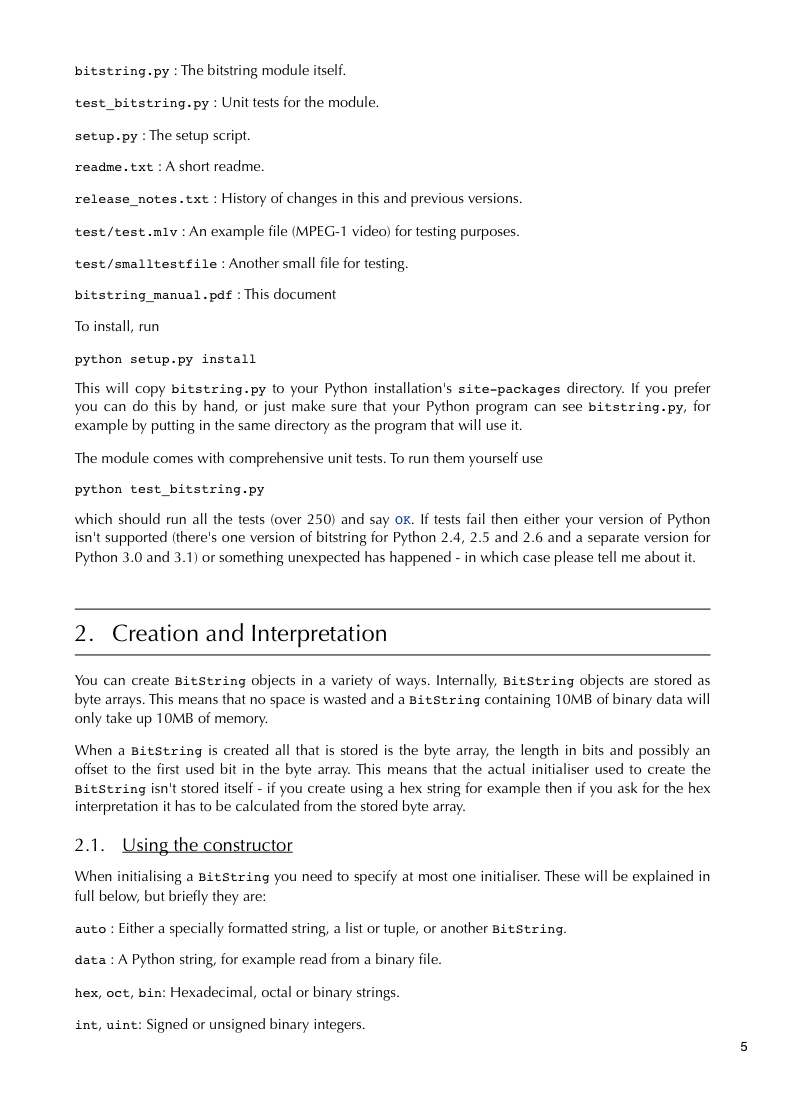 bitstring.py : The bitstring module itself.
test_bitstring.py : Unit tests for the module.
setup.py : The setup script.
readme.txt : A short readme.
release_notes.txt : History of changes in this and previous versions.
test/test.m1v : An example file (MPEG-1 video) for testing purposes.
test/smalltestfile : Another small file for testing.
bitstring_manual.pdf : This document
To install, run
python setup.py install
This will copy bitstring.py to your Python installation's site-packages directory. If you prefer
you can do this by hand, or just make sure that your Python program can see bitstring.py, for
example by putting in the same directory as the program that will use it.
The module comes with comprehensive unit tests. To run them yourself use
python test_bitstring.py
which should run all the tests (over 250) and say OK. If tests fail then either your version of Python
isn't supported (there's one version of bitstring for Python 2.4, 2.5 and 2.6 and a separate version for
Python 3.0 and 3.1) or something unexpected has happened - in which case please tell me about it.
2. Creation and Interpretation
You can create BitString objects in a variety of ways. Internally, BitString objects are stored as
byte arrays. This means that no space is wasted and a BitString containing 10MB of binary data will
only take up 10MB of memory.
When a BitString is created all that is stored is the byte array, the length in bits and possibly an
offset to the first used bit in the byte array. This means that the actual initialiser used to create the
BitString isn't stored itself - if you create using a hex string for example then if you ask for the hex
interpretation it has to be calculated from the stored byte array.
2.1. Using the constructor
When initialising a BitString you need to specify at most one initialiser. These will be explained in
full below, but briefly they are:
auto : Either a specially formatted string, a list or tuple, or another BitString.
data : A Python string, for example read from a binary file.
hex, oct, bin: Hexadecimal, octal or binary strings.
int, uint: Signed or unsigned binary integers.
5